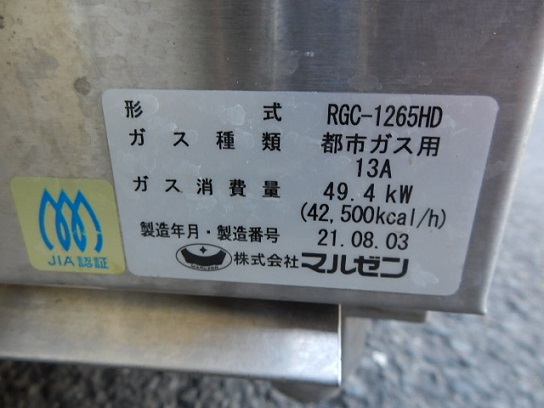 形式 RGC-1265HD
ガス種類 都市ガス用
13A
ガス消費量 49.4kW
(42,500kcal/h)
製造年月・製造番号 21.08.03
株式会社マルゼン
JIA認証